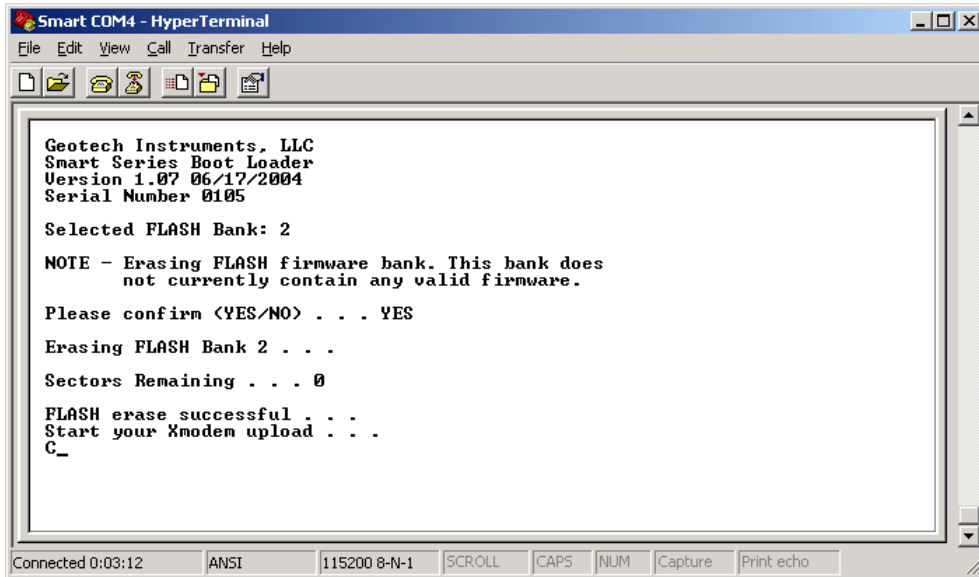 Smart COM4 - HyperTerminal
File Edit View Call Transfer Help
Geotech Instruments, LLC
Smart Series Boot Loader
Version 1.07 06/17/2004
Serial Number 0105
Selected FLASH Bank: 2
NOTE - Erasing FLASH firmware bank. This bank does
not currently contain any valid firmware.
Please confirm (YES/NO) . . . YES
Erasing FLASH Bank 2 . . .
Sectors Remaining . . . 0
FLASH erase successful . . .
Start your Xmodem upload . . .
C_
Connected 0:03:12 ANSI 115200 8-N-1 SCROLL CAPS NUM Capture Print echo